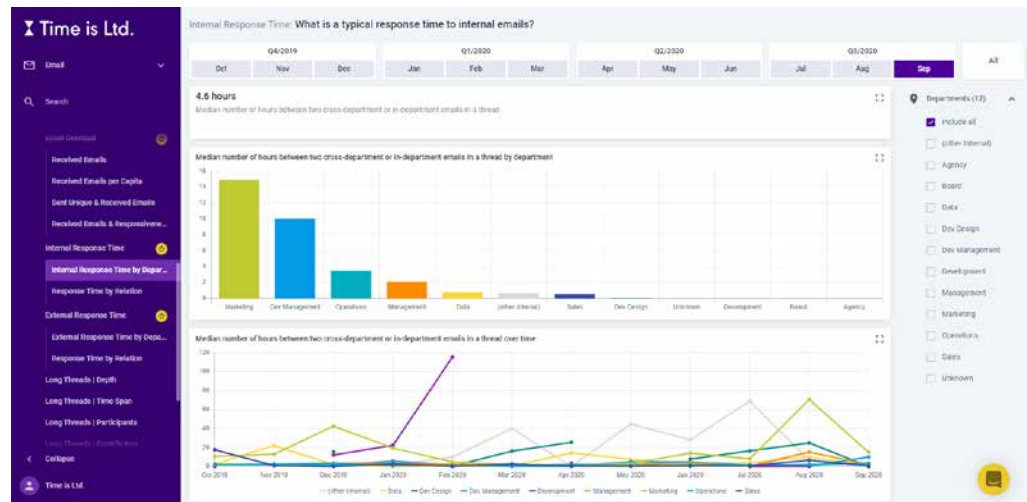 Time is Ltd.
Email
Search
Email Overload
Received Emails
Received Emails per Capita
Sent Unique & Received Emails
Received Emails & Responsivene...
Internal Response Time
Internal Response Time by Depar...
Response Time by Relation
External Response Time
External Response Time by Depa...
Response Time by Relation
Long Threads | Depth
Long Threads | Time Span
Long Threads | Participants
Collapse
Time is Ltd.
Internal Response Time: What is a typical response time to internal emails?
Q4/2019 Q1/2020 Q2/2020 Q3/2020
Oct Nov Dec Jan Feb Mar Apr May Jun Jul Aug Sep All
4.6 hours
Median number of hours between two cross-department or in-department emails in a thread
Median number of hours between two cross-department or in-department emails in a thread by department
16
14
12
10
8
6
4
2
0
Marketing Dev Management Operations Management Data (other internal) Sales Dev Design Unknown Development Board Agency
Median number of hours between two cross-department or in-department emails in a thread over time
120
100
80
60
40
20
0
Oct 2019 Nov 2019 Dec 2019 Jan 2020 Feb 2020 Mar 2020 Apr 2020 May 2020 Jun 2020 Jul 2020 Aug 2020 Sep 2020
(other internal) Data Dev Design Dev Management Development Management Marketing Operations Sales
Departments (12)
Include all
(other internal)
Agency
Board
Data
Dev Design
Dev Management
Development
Management
Marketing
Operations
Sales
Unknown